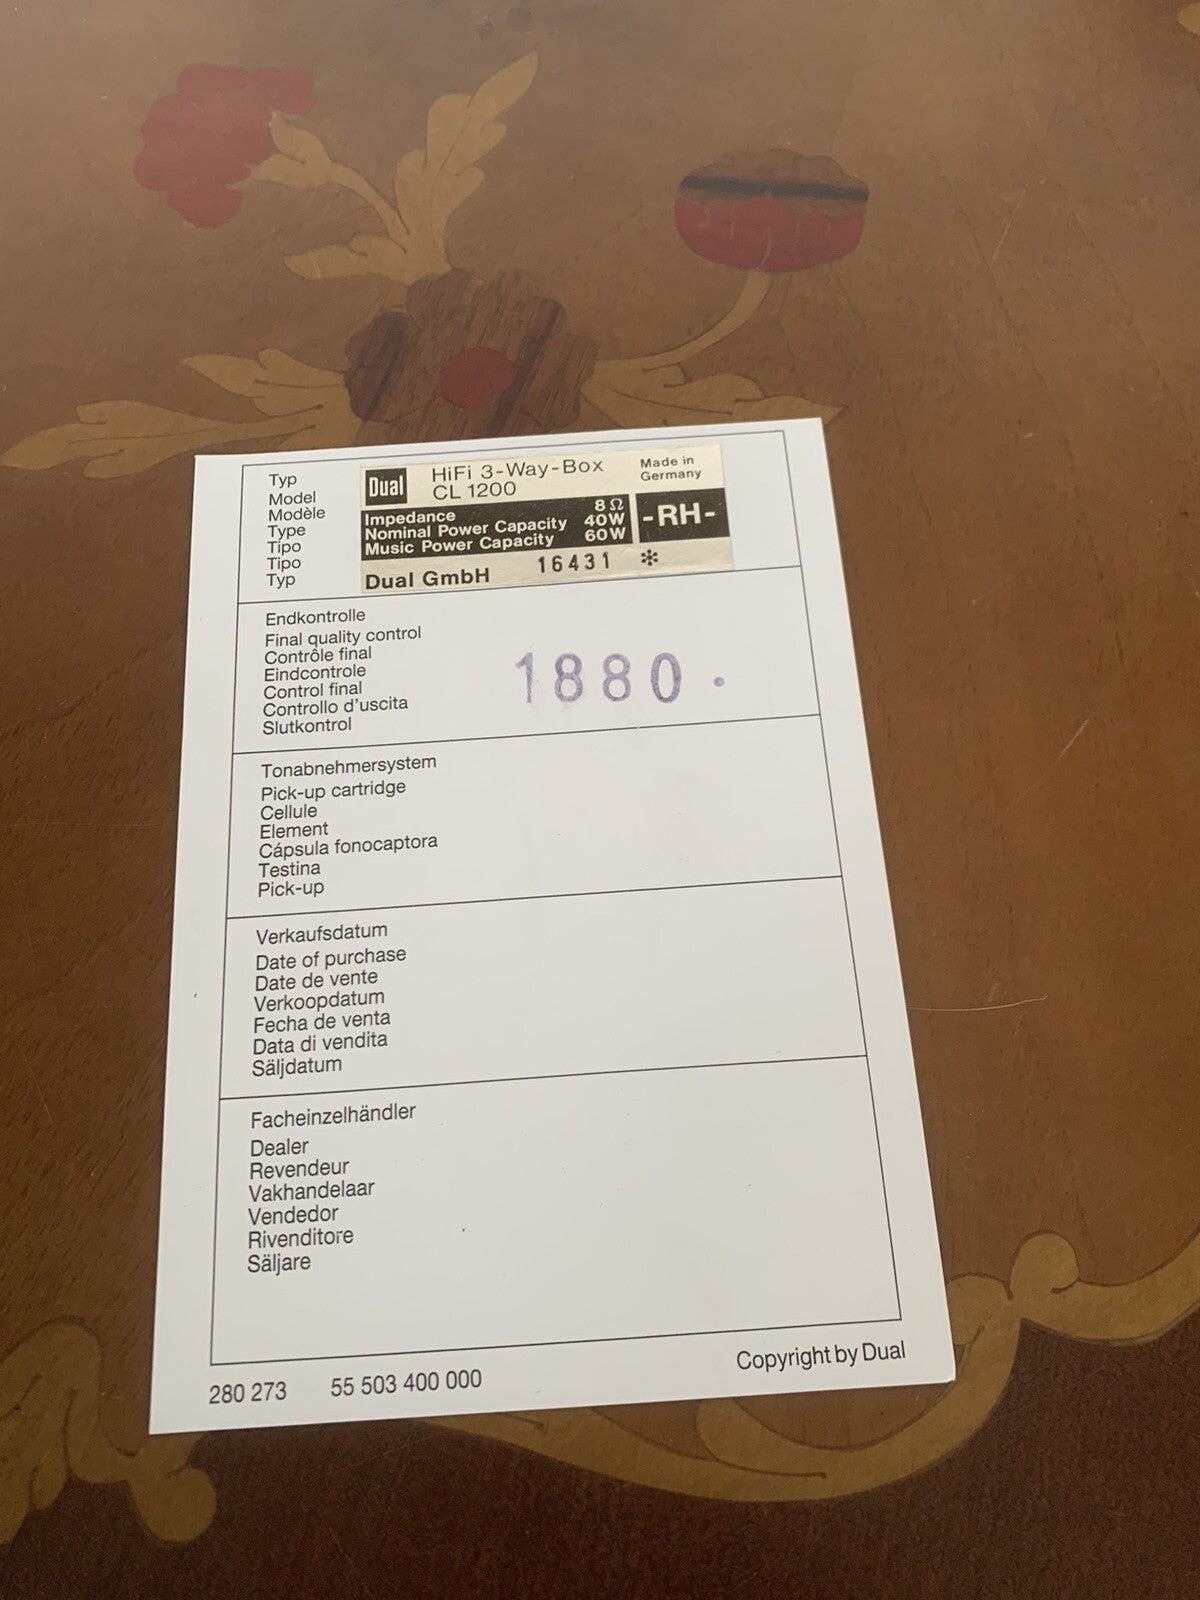 Typ
Model
Modèle
Type
Tipo
Tipo
Typ
Dual
HiFi 3-Way-Box
CL 1200
Made in
Germany
Impedance 8Ω
Nominal Power Capacity 40W
Music Power Capacity 60W
-RH-
Dual GmbH 16431 *
Endkontrolle
Final quality control
Contrôle final
Eindcontrole
Control final
Controllo d'uscita
Slutkontrol
1880.
Tonabnehmersystem
Pick-up cartridge
Cellule
Element
Cápsula fonocaptora
Testina
Pick-up
Verkaufsdatum
Date of purchase
Date de vente
Verkoopdatum
Fecha de venta
Data di vendita
Säljdatum
Facheinzelhändler
Dealer
Revendeur
Vakhandelaar
Vendedor
Rivenditore
Säljare
280 273 55 503 400 000
Copyright by Dual